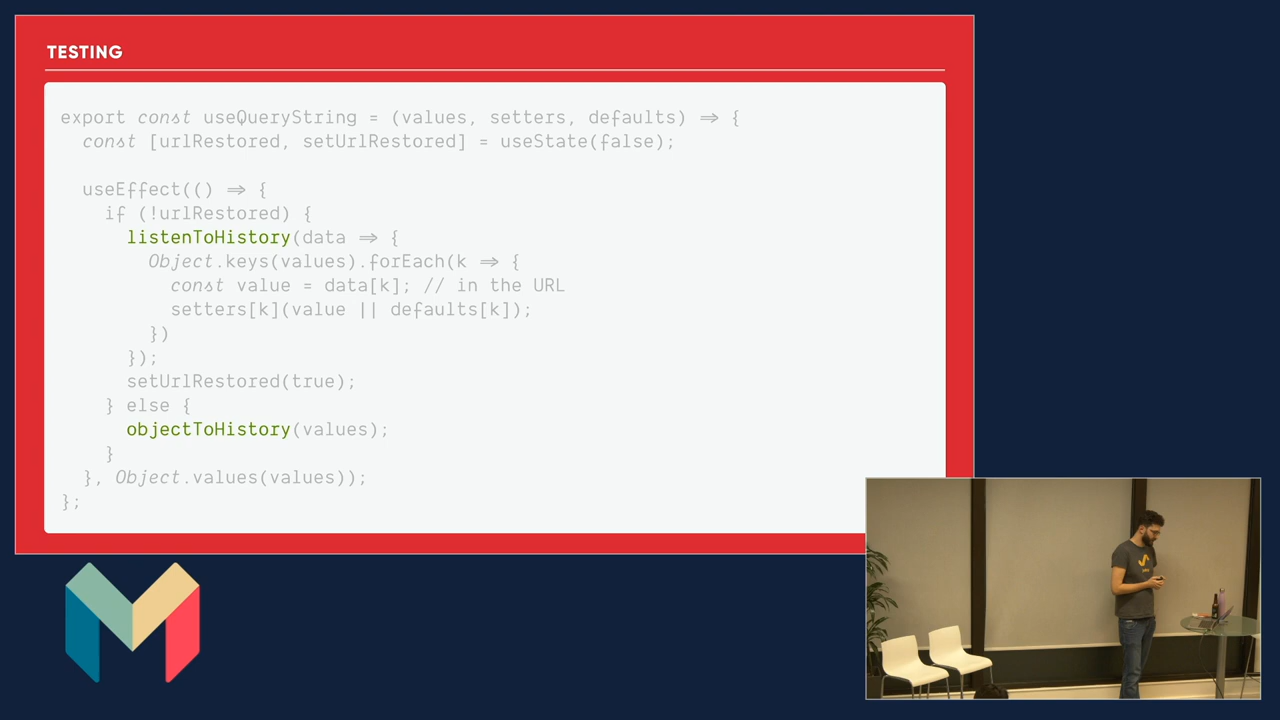 TESTING
export const useQueryString = (values, setters, defaults) => {
const [urlRestored, setUrlRestored] = useState(false);
useEffect(() => {
if (!urlRestored) {
listenToHistory(data => {
Object.keys(values).forEach(k => {
const value = data[k]; // in the URL
setters[k](value || defaults[k]);
})
});
setUrlRestored(true);
} else {
objectToHistory(values);
}
}, Object.values(values));
};